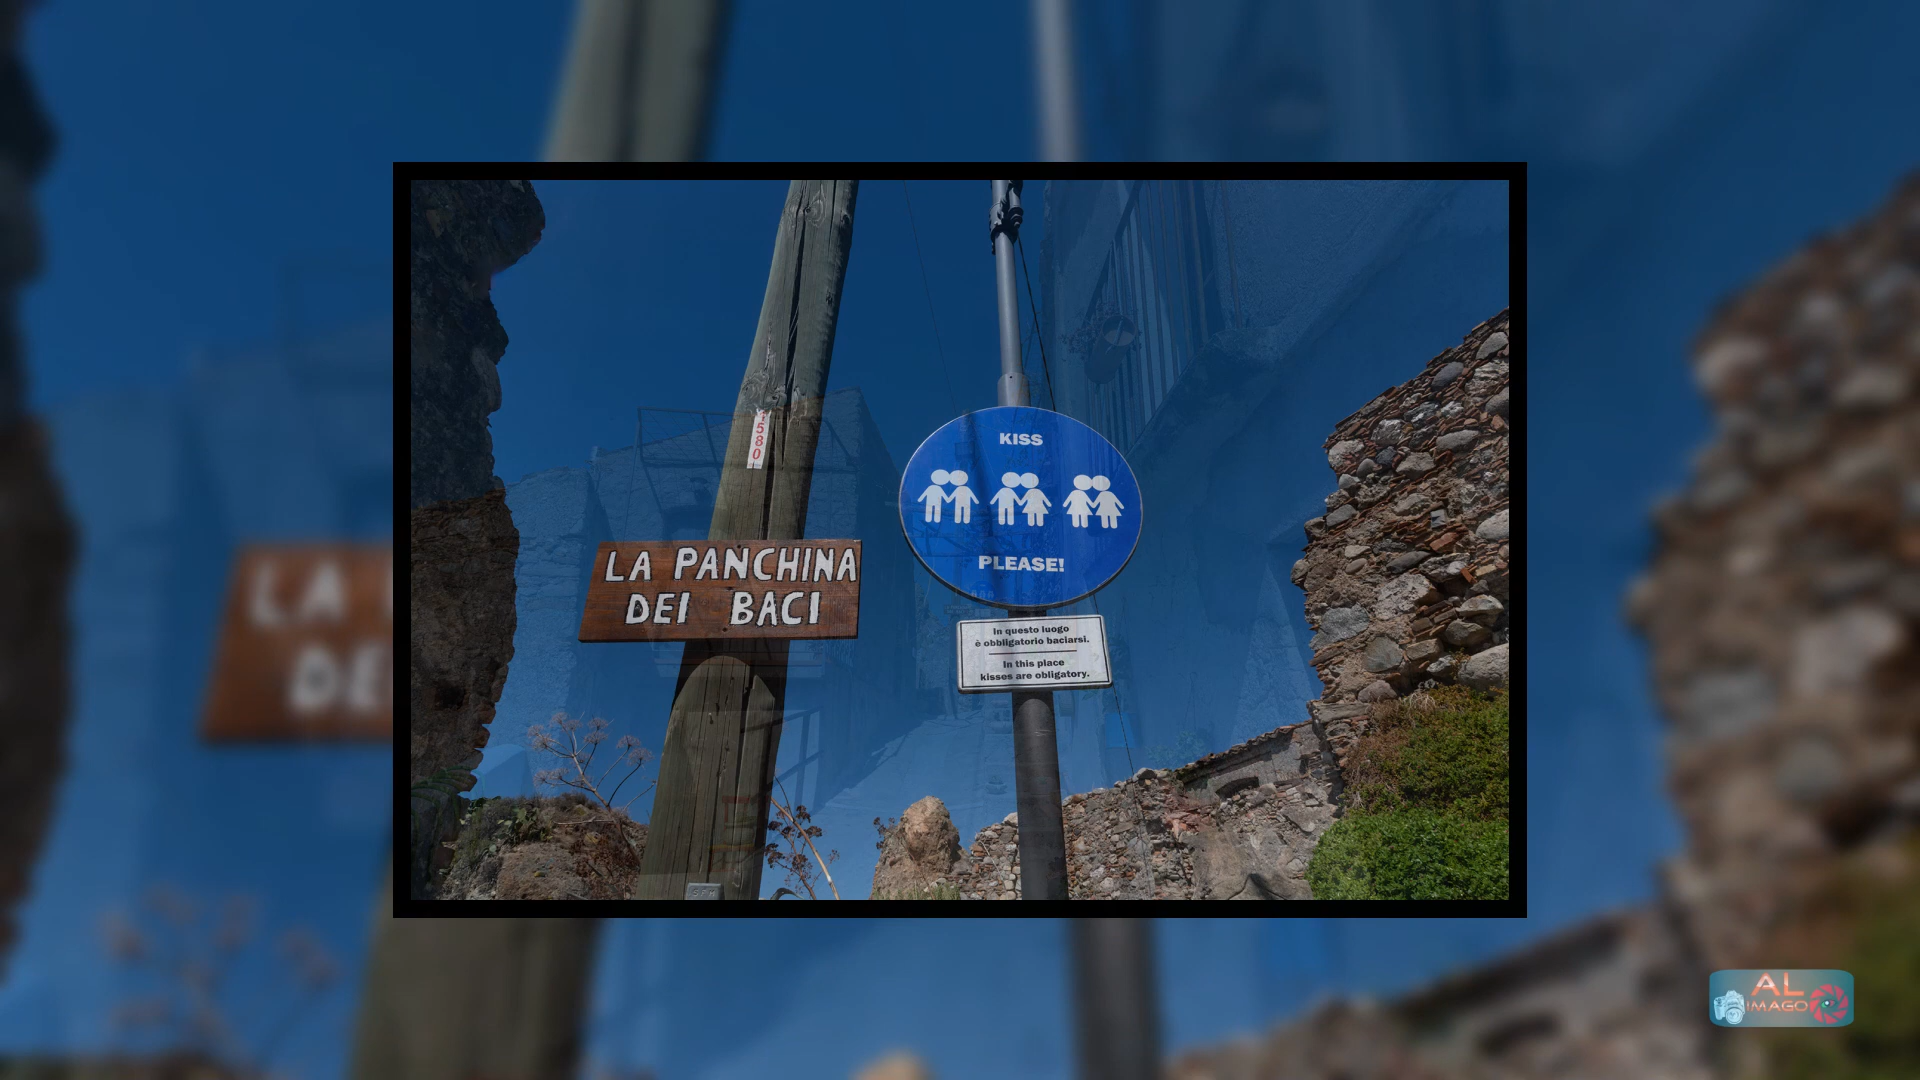 1580
LA PANCHINA
DEI BACI
KISS
PLEASE!
In questo luogo
è obbligatorio baciarsi.
In this place
kisses are obligatory.
SFM
AL
IMAGO